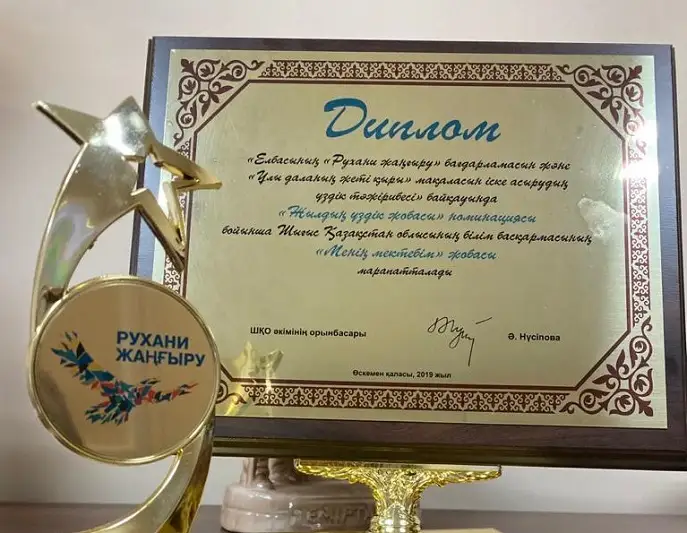 Диплом
«Елбасының «Рухани жаңғыру» бағдарламасын және
«Ұлы даланың жеті қыры» мақаласын іске асырудың
үздік тәжірибесі» байқауында
«Жылдың үздік жобасы» номинациясы
бойынша Шығыс Қазақстан облысының білім басқармасының
«Менің мектебім» жобасы
марапатталады
ШҚО әкімінің орынбасары
Ә. Нүсіпова
Өскемен қаласы, 2019 жыл
РУХАНИ
ЖАҢҒЫРУ